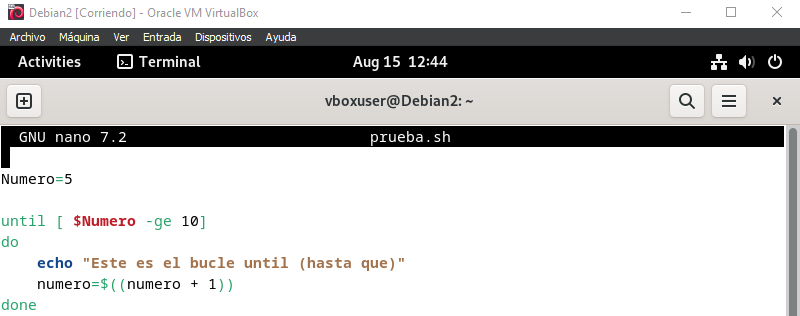 Debian2 [Corriendo] - Oracle VM VirtualBox
Archivo Máquina Ver Entrada Dispositivos Ayuda
Activities Terminal Aug 15 12:44
vboxuser@Debian2: ~
GNU nano 7.2 prueba.sh
Numero=5
until [ $Numero -ge 10]
do
echo "Este es el bucle until (hasta que)"
numero=$((numero + 1))
done